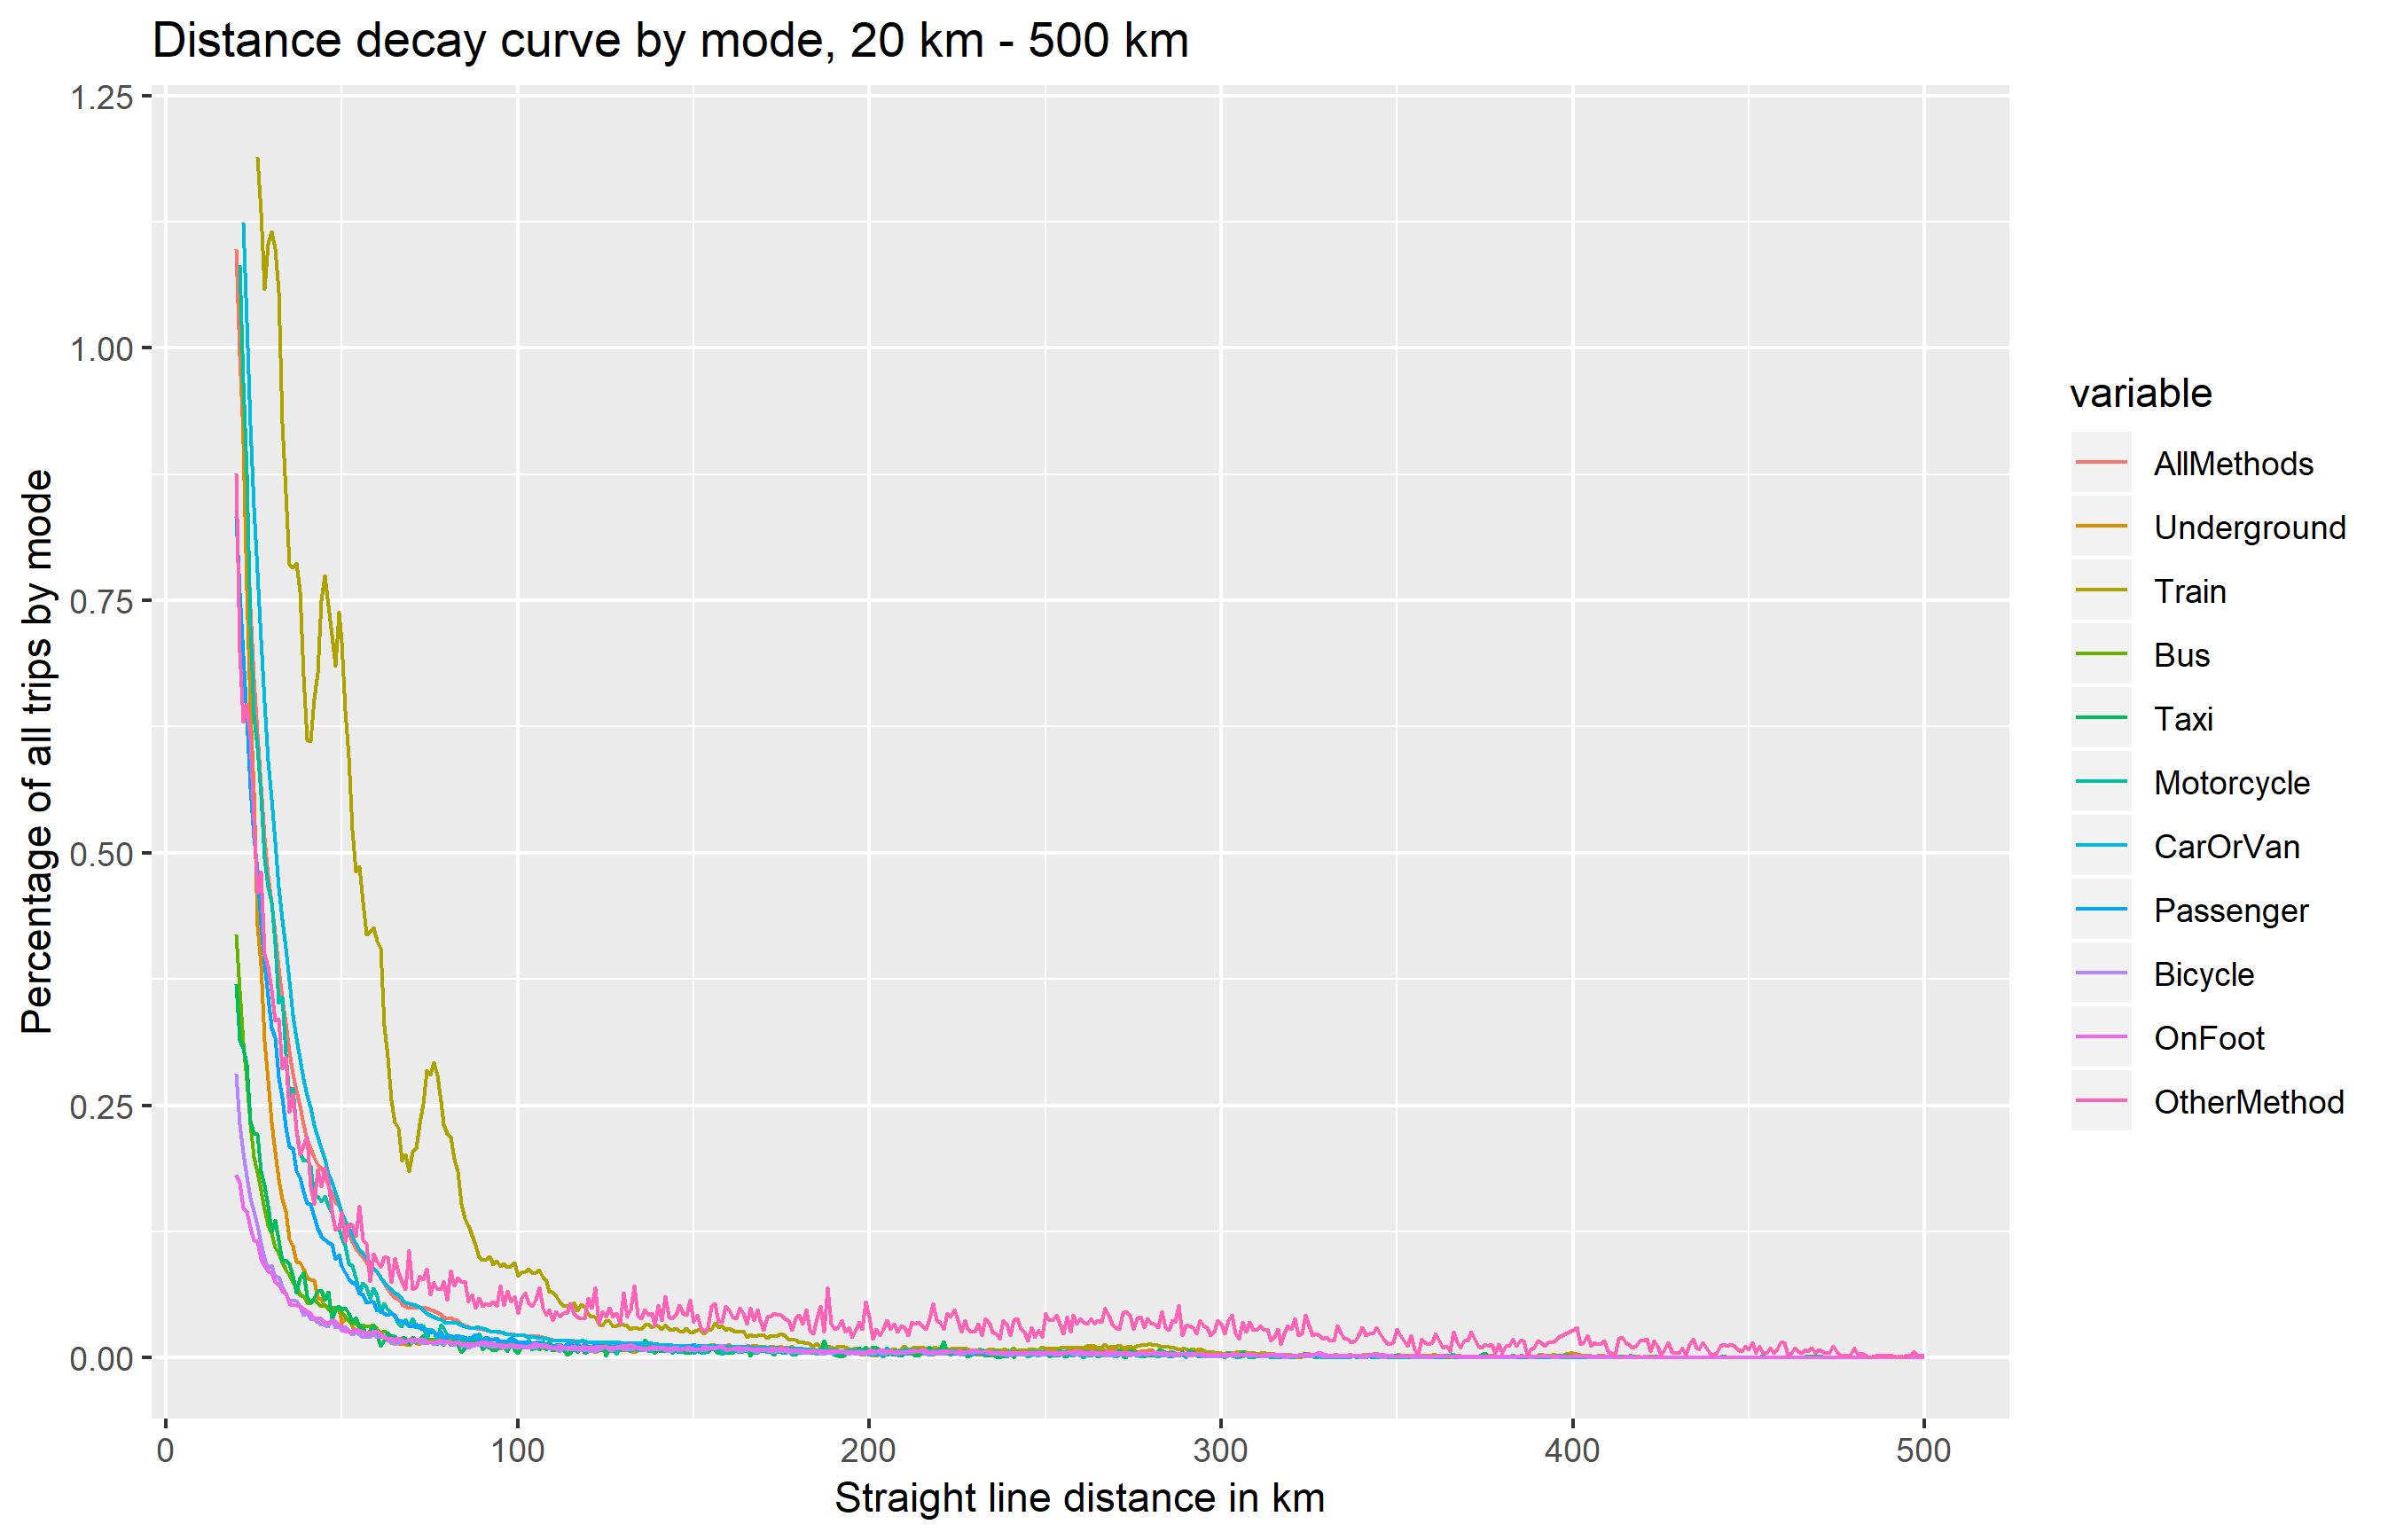 Distance decay curve by mode, 20 km - 500 km
1.25
1.00
0.75
0.50
0.25
0.00
Percentage of all trips by mode
0 100 200 300 400 500
Straight line distance in km
variable
AllMethods
Underground
Train
Bus
Taxi
Motorcycle
CarOrVan
Passenger
Bicycle
OnFoot
OtherMethod